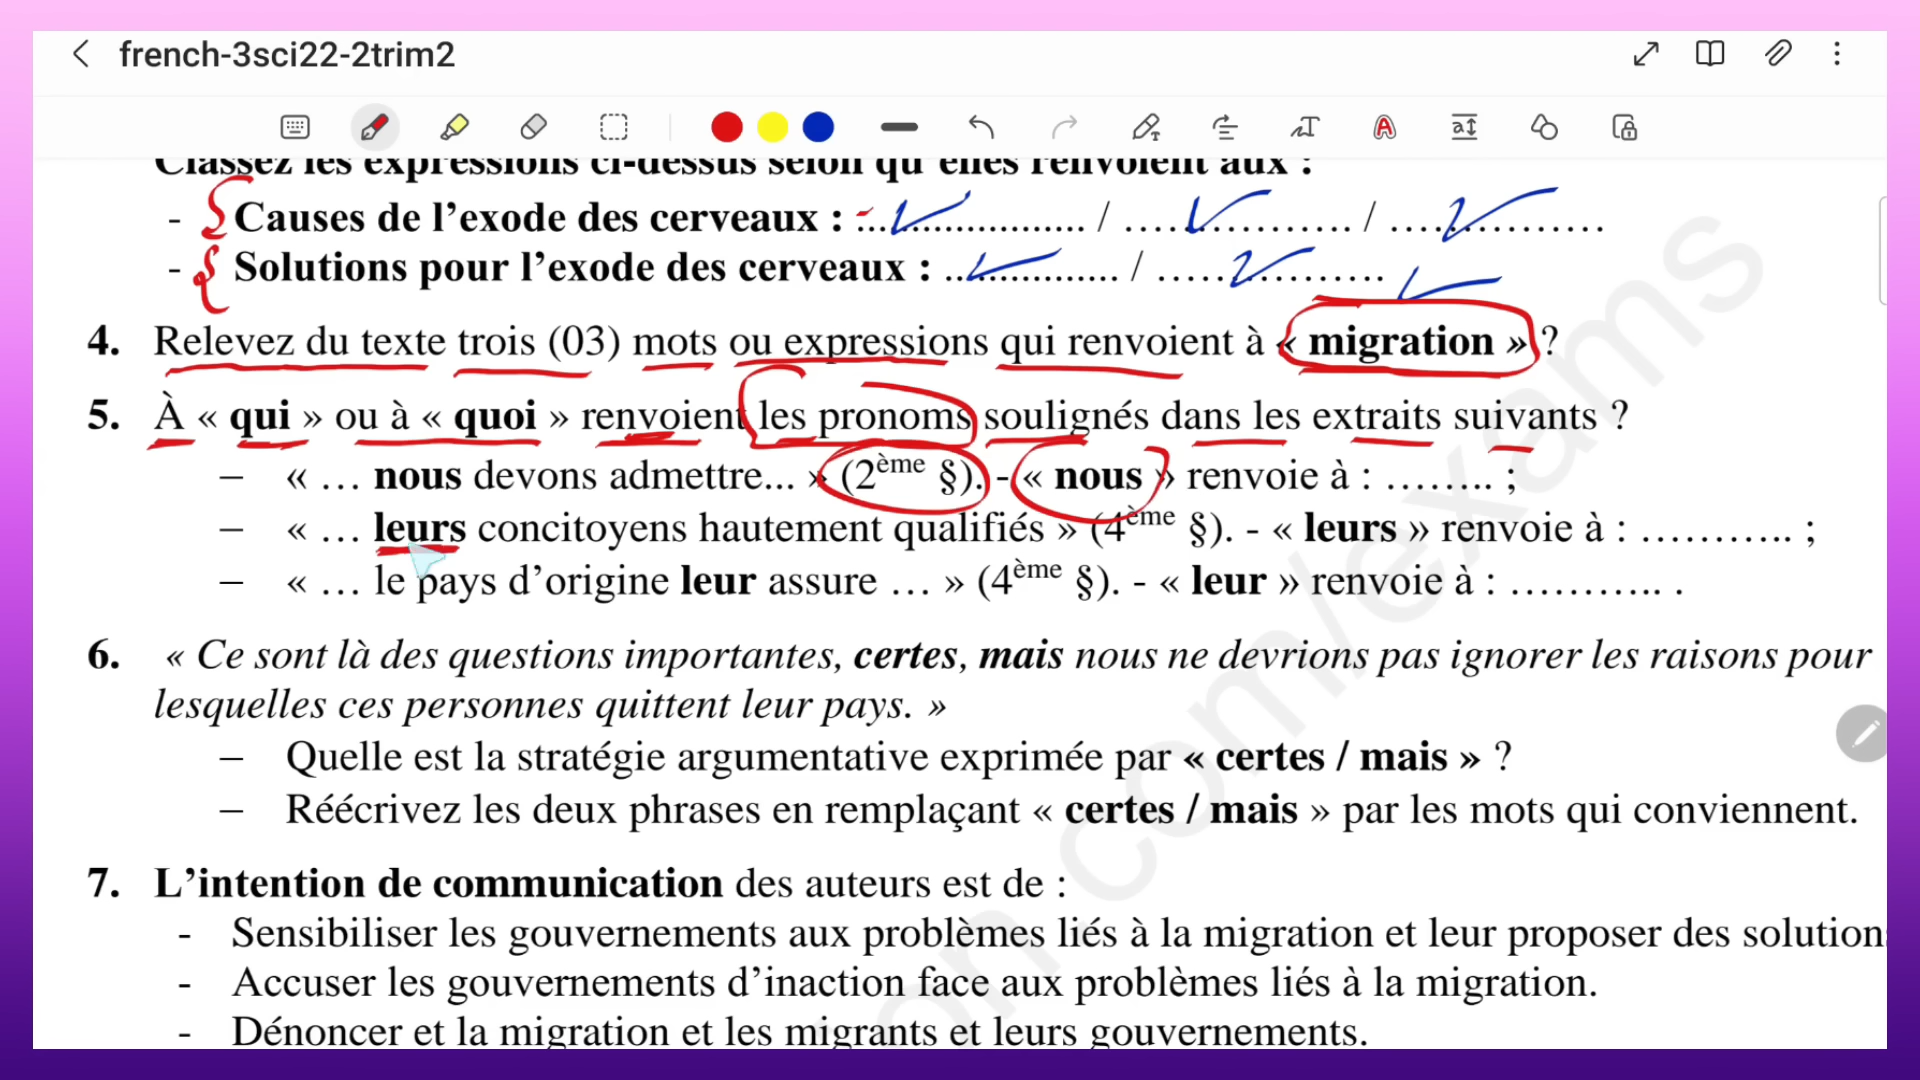 french-3sci22-2trim2
Classez les expressions ci-dessus selon qu'elles renvoient aux :
- Causes de l’exode des cerveaux : ...................... / ................... / ..................
- Solutions pour l’exode des cerveaux : ................. / ..................
4. Relevez du texte trois (03) mots ou expressions qui renvoient à « migration » ?
5. À « qui » ou à « quoi » renvoient les pronoms soulignés dans les extraits suivants ?
– « … nous devons admettre... » (2ème §). - « nous » renvoie à : …….. ;
– « … leurs concitoyens hautement qualifiés » (4ème §). - « leurs » renvoie à : ……….. ;
– « … le pays d’origine leur assure … » (4ème §). - « leur » renvoie à : ……….. .
6. « Ce sont là des questions importantes, certes, mais nous ne devrions pas ignorer les raisons pour
lesquelles ces personnes quittent leur pays. »
– Quelle est la stratégie argumentative exprimée par « certes / mais » ?
– Réécrivez les deux phrases en remplaçant « certes / mais » par les mots qui conviennent.
7. L’intention de communication des auteurs est de :
- Sensibiliser les gouvernements aux problèmes liés à la migration et leur proposer des solution
- Accuser les gouvernements d’inaction face aux problèmes liés à la migration.
- Dénoncer et la migration et les migrants et leurs gouvernements.
on.com/exams